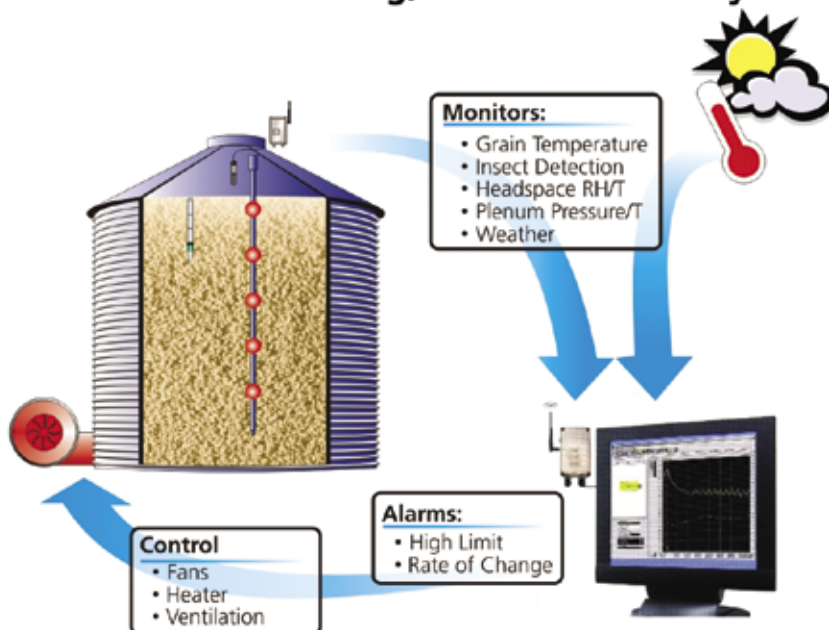 Monitors:
• Grain Temperature
• Insect Detection
• Headspace RH/T
• Plenum Pressure/T
• Weather
Alarms:
• High Limit
• Rate of Change
Control
• Fans
• Heater
• Ventilation